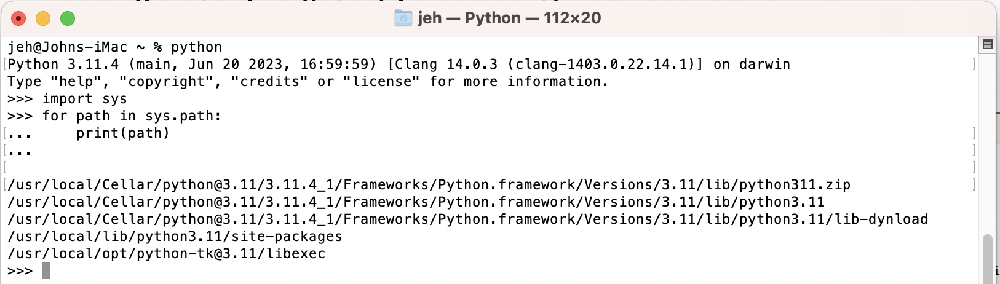 jeh — Python — 112×20
jeh@Johns-iMac ~ % python
[Python 3.11.4 (main, Jun 20 2023, 16:59:59) [Clang 14.0.3 (clang-1403.0.22.14.1)] on darwin ]
Type "help", "copyright", "credits" or "license" for more information.
>>> import sys
>>> for path in sys.path:
[...     print(path) ]
[... ]
[ ]
[/usr/local/Cellar/python@3.11/3.11.4_1/Frameworks/Python.framework/Versions/3.11/lib/python311.zip ]
/usr/local/Cellar/python@3.11/3.11.4_1/Frameworks/Python.framework/Versions/3.11/lib/python3.11
/usr/local/Cellar/python@3.11/3.11.4_1/Frameworks/Python.framework/Versions/3.11/lib/python3.11/lib-dynload
/usr/local/lib/python3.11/site-packages
/usr/local/opt/python-tk@3.11/libexec
>>>